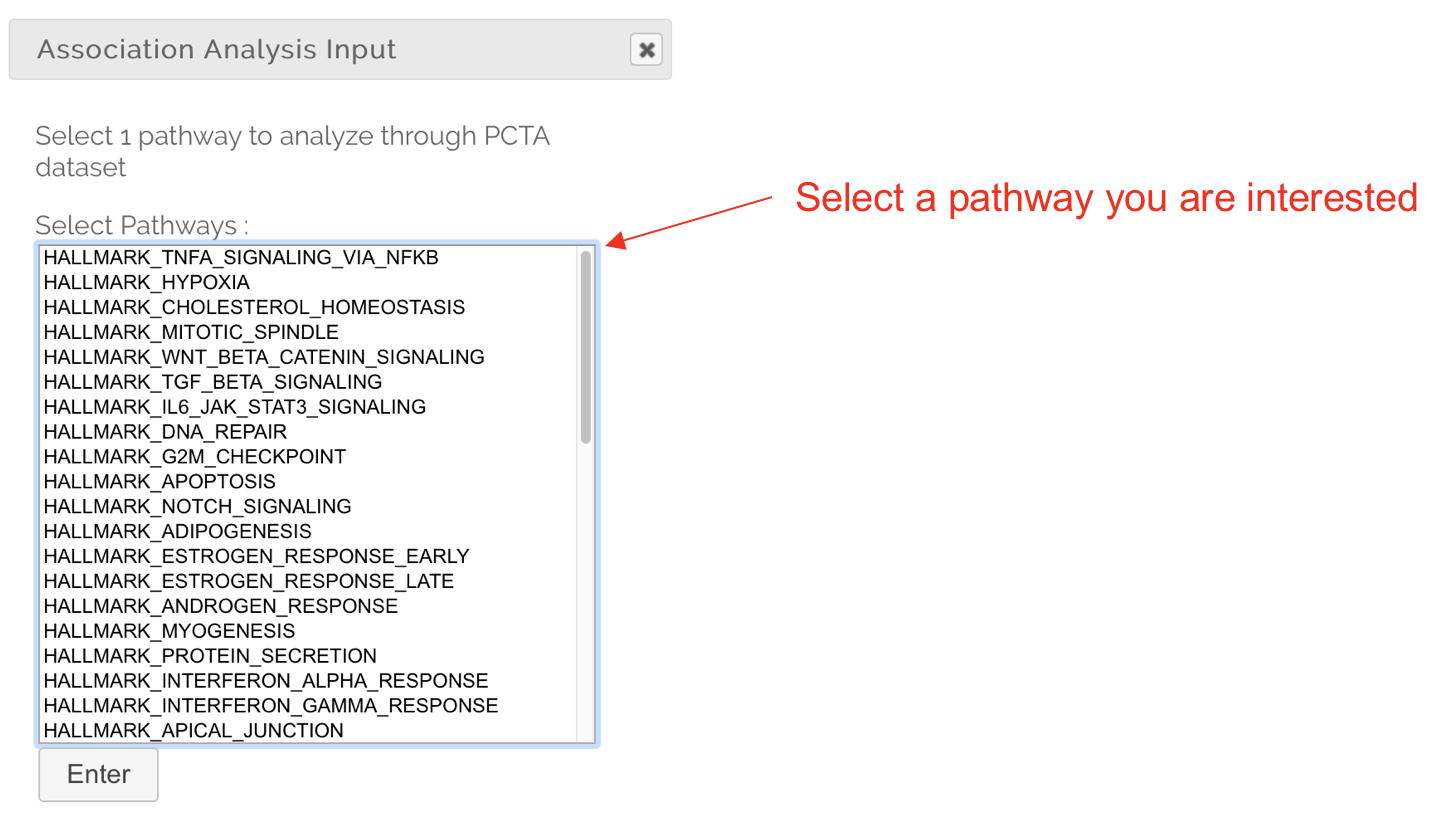 Association Analysis Input
Select 1 pathway to analyze through PCTA
dataset
Select a pathway you are interested
Select Pathways :
HALLMARK_TNFA_SIGNALING_VIA_NFKB
HALLMARK_HYPOXIA
HALLMARK_CHOLESTEROL_HOMEOSTASIS
HALLMARK_MITOTIC_SPINDLE
HALLMARK_WNT_BETA_CATENIN_SIGNALING
HALLMARK_TGF_BETA_SIGNALING
HALLMARK_IL6_JAK_STAT3_SIGNALING
HALLMARK_DNA_REPAIR
HALLMARK_G2M_CHECKPOINT
HALLMARK_APOPTOSIS
HALLMARK_NOTCH_SIGNALING
HALLMARK_ADIPOGENESIS
HALLMARK_ESTROGEN_RESPONSE_EARLY
HALLMARK_ESTROGEN_RESPONSE_LATE
HALLMARK_ANDROGEN_RESPONSE
HALLMARK_MYOGENESIS
HALLMARK_PROTEIN_SECRETION
HALLMARK_INTERFERON_ALPHA_RESPONSE
HALLMARK_INTERFERON_GAMMA_RESPONSE
HALLMARK_APICAL_JUNCTION
Enter